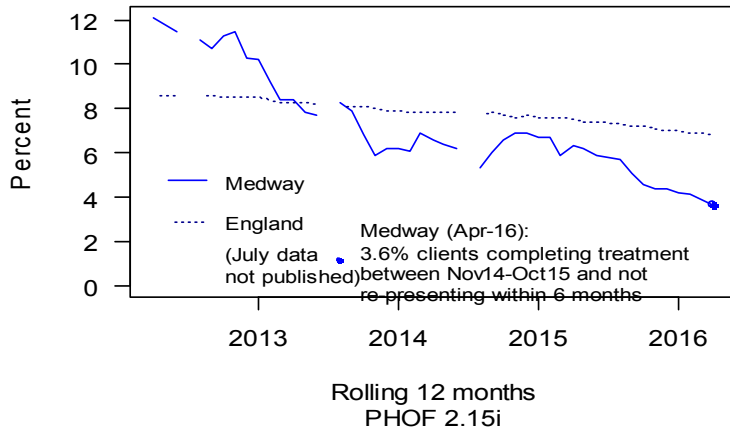 12
10
8
6
4
2
0
Percent
Medway
England
(July data
not published)
Medway (Apr-16):
3.6% clients completing treatment
between Nov14-Oct15 and not
re-presenting within 6 months
2013 2014 2015 2016
Rolling 12 months
PHOF 2.15i